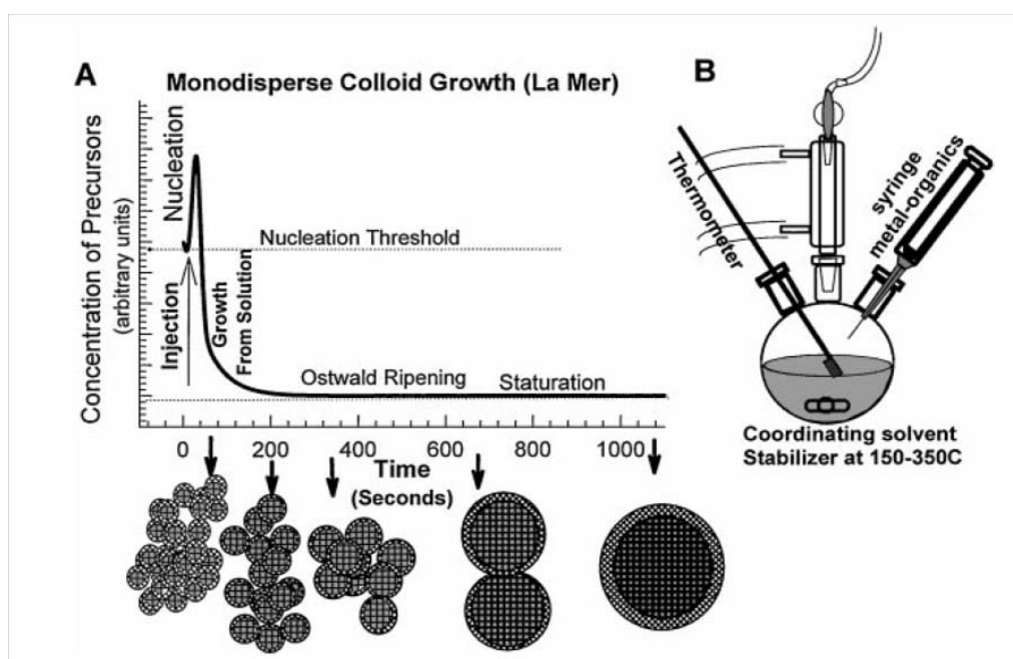 A
Monodisperse Colloid Growth (La Mer)
Concentration of Precursors
(arbitrary units)
Nucleation
Nucleation Threshold
Injection
Growth
From Solution
Ostwald Ripening
Staturation
0
200
400
600
800
1000
Time
(Seconds)
B
Thermometer
syringe
metal-organics
Coordinating solvent
Stabilizer at 150-350C